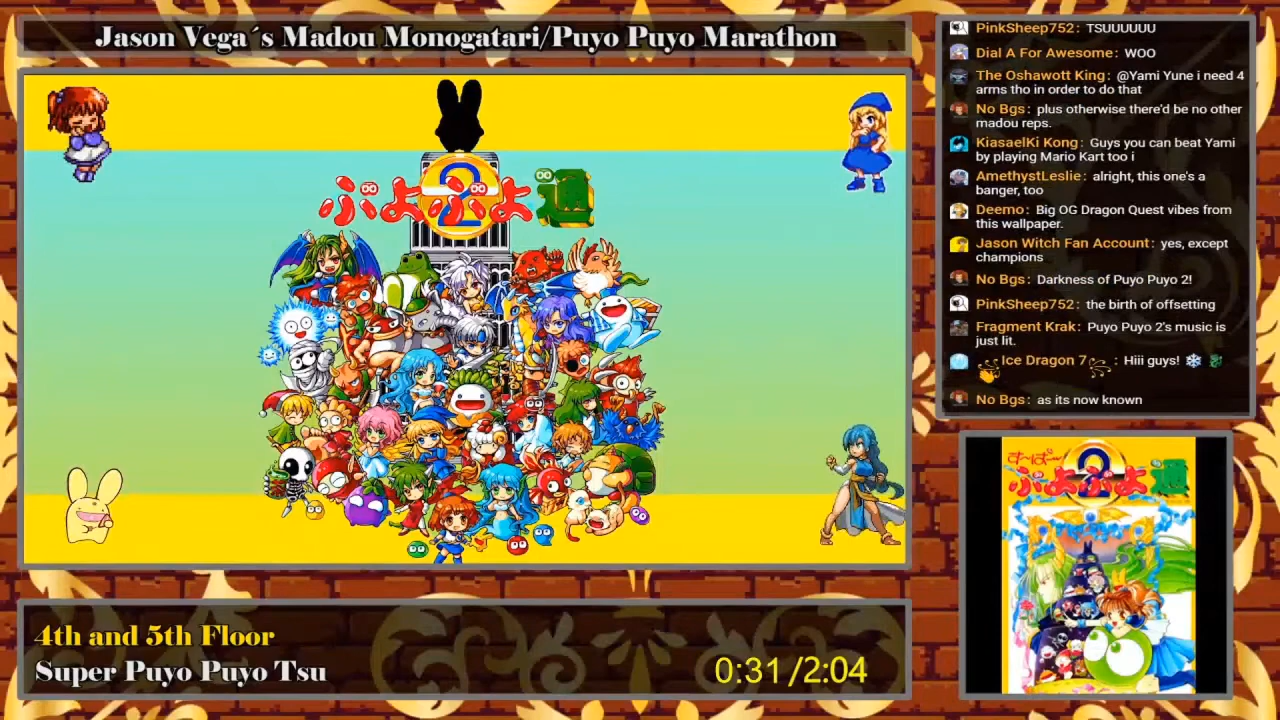 Jason Vega´s Madou Monogatari/Puyo Puyo Marathon
ぷよぷよ通
2
4th and 5th Floor
Super Puyo Puyo Tsu
0:31/2:04
PinkSheep752: TSUUUUUU
Dial A For Awesome: WOO
The Oshawott King: @Yami Yune i need 4
arms tho in order to do that
No Bgs: plus otherwise there'd be no other
madou reps.
KiasaelKi Kong: Guys you can beat Yami
by playing Mario Kart too i
AmethystLeslie: alright, this one's a
banger, too
Deemo: Big OG Dragon Quest vibes from
this wallpaper.
Jason Witch Fan Account: yes, except
champions
No Bgs: Darkness of Puyo Puyo 2!
PinkSheep752: the birth of offsetting
Fragment Krak: Puyo Puyo 2's music is
just lit.
Ice Dragon 7: Hiii guys! ❄️
No Bgs: as its now known
す〜ぱ〜
ぷよぷよ通
2